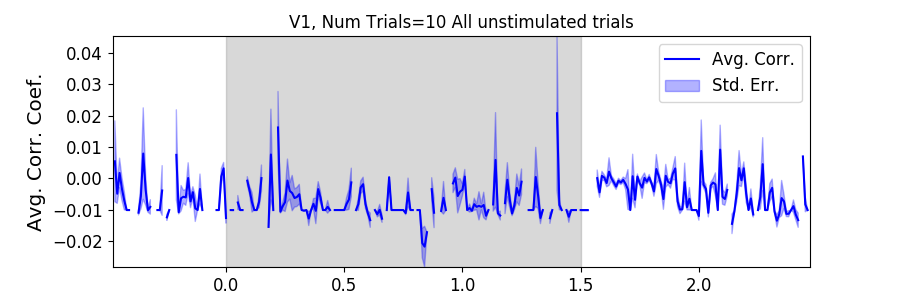 V1, Num Trials=10 All unstimulated trials
Avg. Corr. Coef.
0.04
0.03
0.02
0.01
0.00
−0.01
−0.02
Avg. Corr.
Std. Err.
0.0 0.5 1.0 1.5 2.0